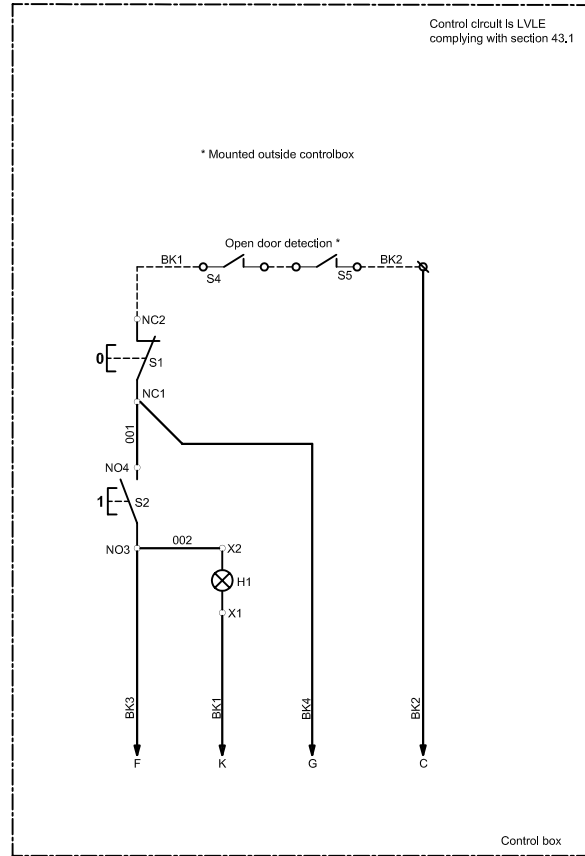 Control circuit is LVLE
complying with section 43.1
* Mounted outside controlbox
Open door detection *
BK1
BK2
S4
S5
NC2
0
S1
NC1
001
NO4
1
S2
NO3
002
X2
H1
X1
BK3
BK1
BK4
BK2
F
K
G
C
Control box